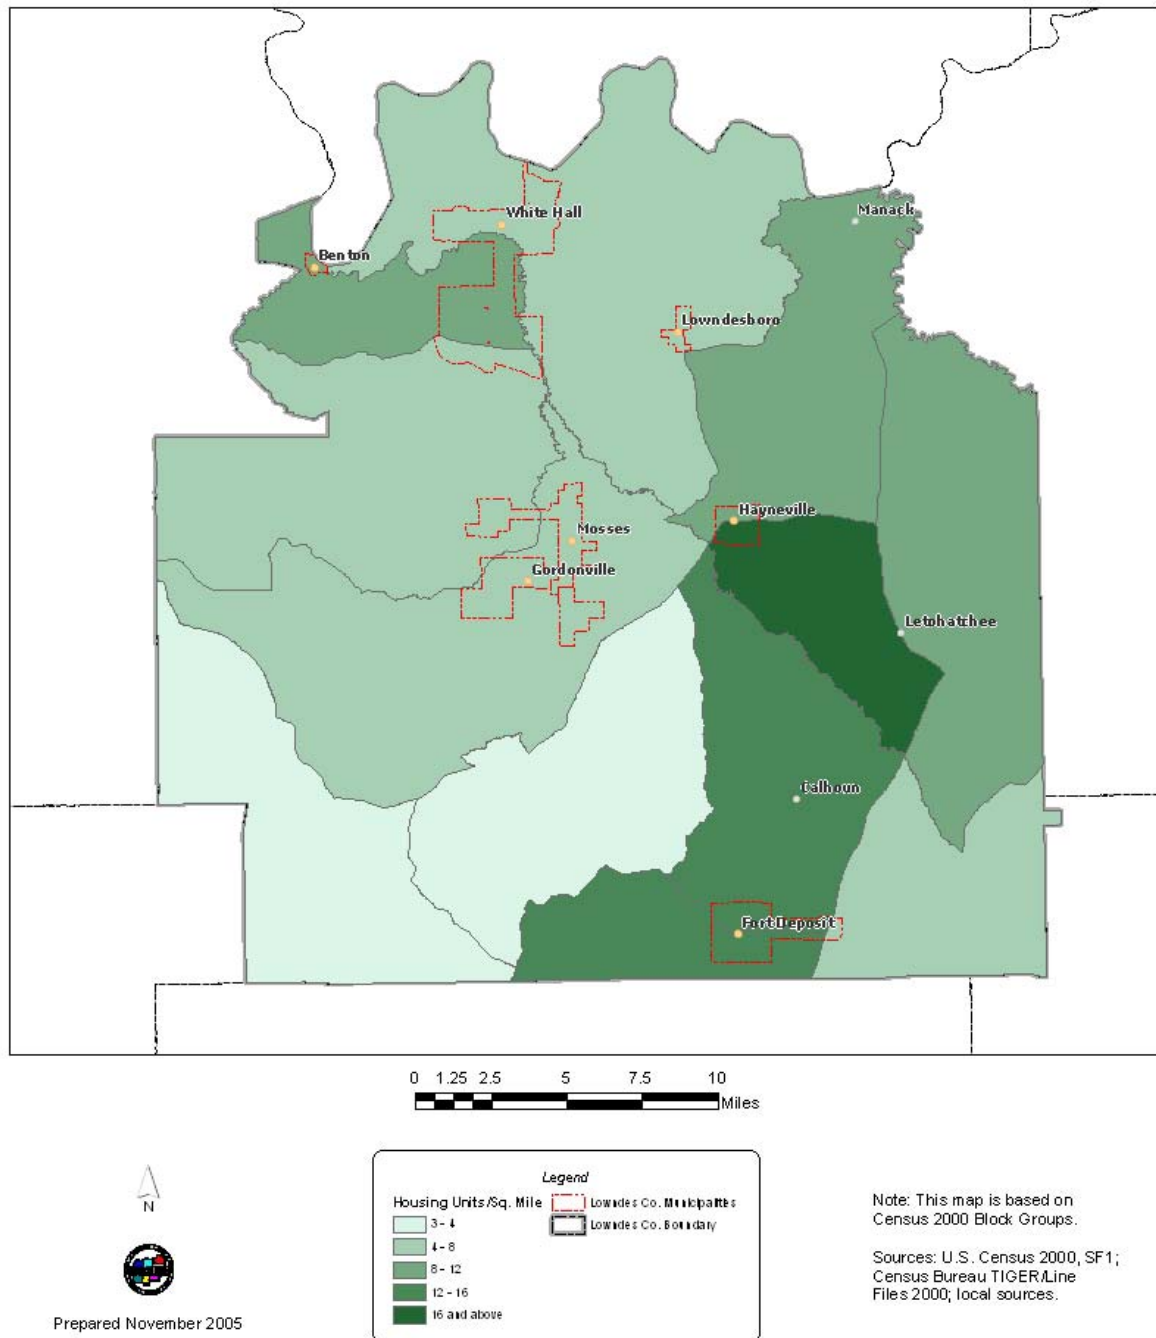 Manack
White Hall
Benton
Lowndesboro
Hayneville
Mosses
Gordonville
Letohatchee
Calhoun
Fort Deposit
0 1.25 2.5 5 7.5 10
Miles
N
Prepared November 2005
Legend
Housing Units/Sq. Mile
3 - 4
4 - 8
8 - 12
12 - 16
16 and above
Lowndes Co. Municipalities
Lowndes Co. Boundary
Note: This map is based on
Census 2000 Block Groups.
Sources: U.S. Census 2000, SF1;
Census Bureau TIGER/Line
Files 2000; local sources.